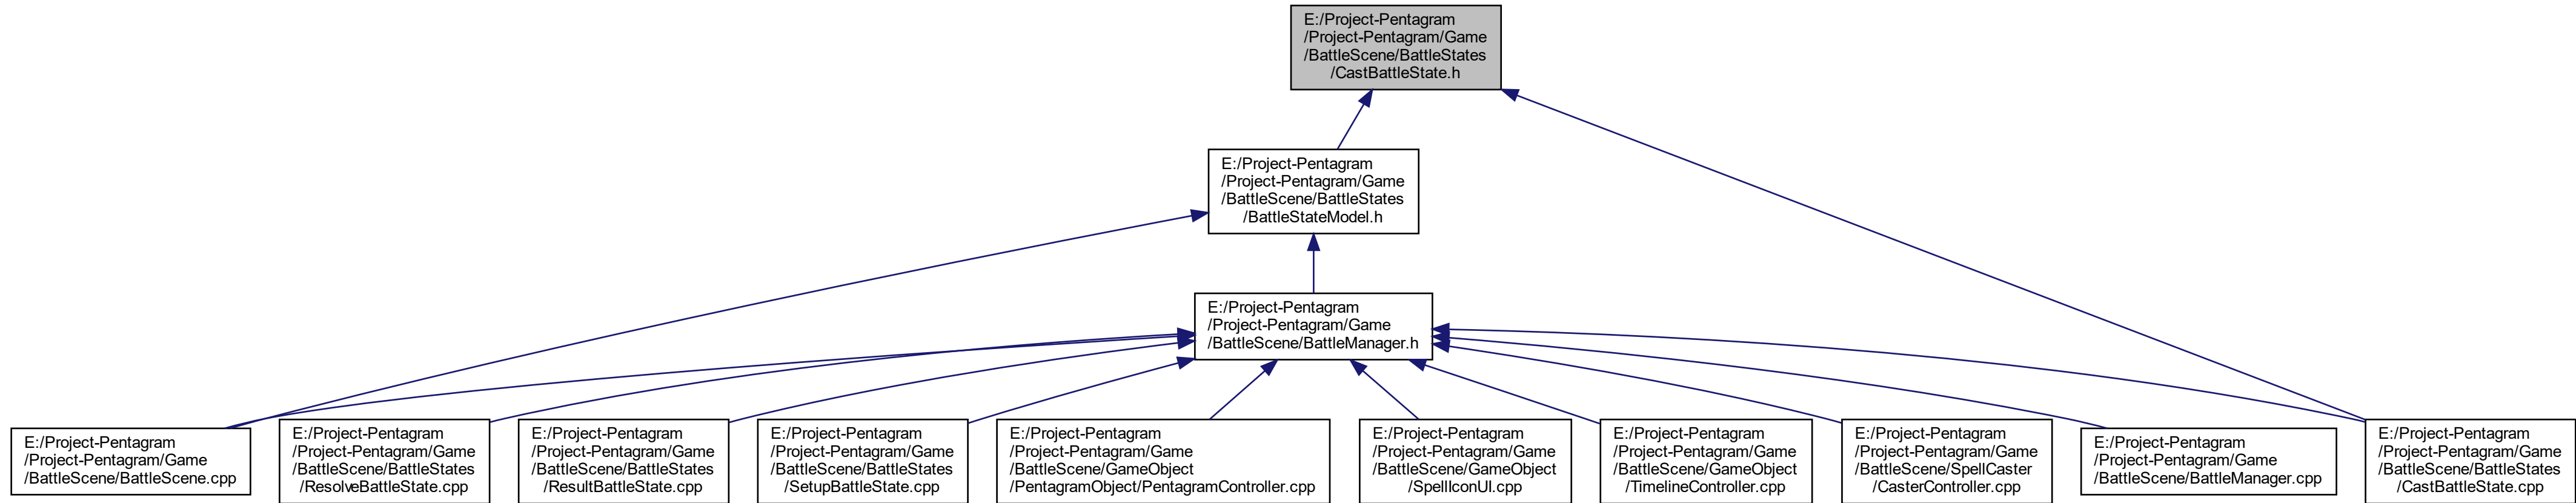 E:/Project-Pentagram
/Project-Pentagram/Game
/BattleScene/BattleStates
/CastBattleState.h
E:/Project-Pentagram
/Project-Pentagram/Game
/BattleScene/BattleStates
/BattleStateModel.h
E:/Project-Pentagram
/Project-Pentagram/Game
/BattleScene/BattleManager.h
E:/Project-Pentagram
/Project-Pentagram/Game
/BattleScene/BattleScene.cpp
E:/Project-Pentagram
/Project-Pentagram/Game
/BattleScene/BattleStates
/ResolveBattleState.cpp
E:/Project-Pentagram
/Project-Pentagram/Game
/BattleScene/BattleStates
/ResultBattleState.cpp
E:/Project-Pentagram
/Project-Pentagram/Game
/BattleScene/BattleStates
/SetupBattleState.cpp
E:/Project-Pentagram
/Project-Pentagram/Game
/BattleScene/GameObject
/PentagramObject/PentagramController.cpp
E:/Project-Pentagram
/Project-Pentagram/Game
/BattleScene/GameObject
/SpellIconUI.cpp
E:/Project-Pentagram
/Project-Pentagram/Game
/BattleScene/GameObject
/TimelineController.cpp
E:/Project-Pentagram
/Project-Pentagram/Game
/BattleScene/SpellCaster
/CasterController.cpp
E:/Project-Pentagram
/Project-Pentagram/Game
/BattleScene/BattleManager.cpp
E:/Project-Pentagram
/Project-Pentagram/Game
/BattleScene/BattleStates
/CastBattleState.cpp